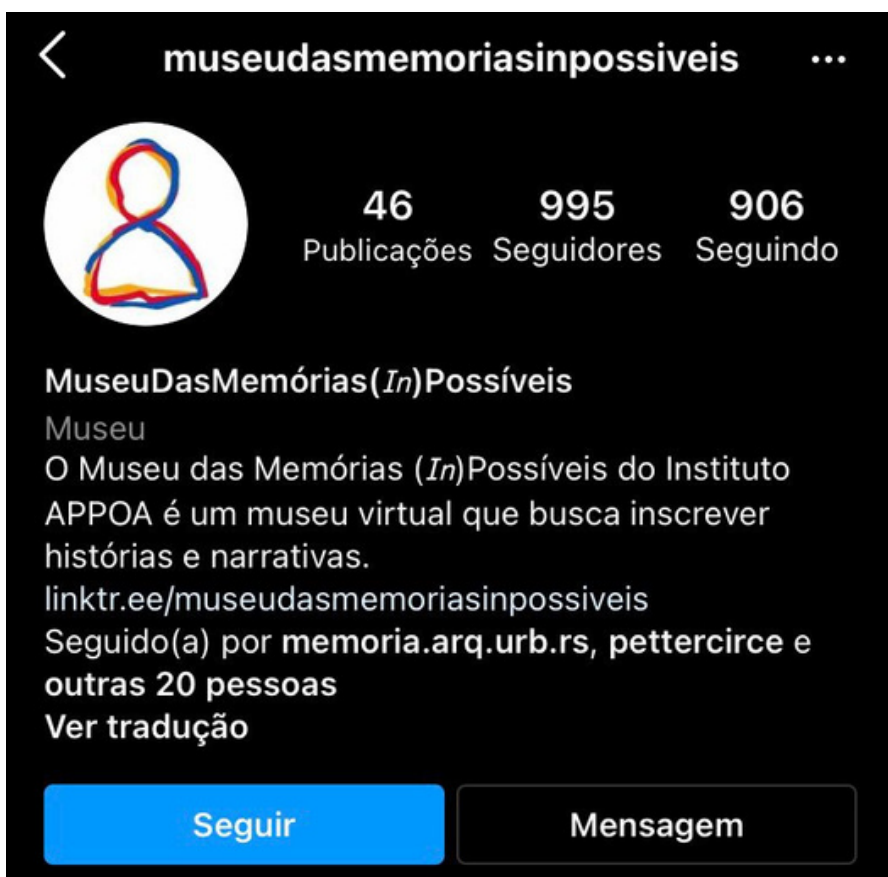 museudasmemoriasinpossiveis
46 995 906
Publicações Seguidores Seguindo
MuseuDasMemórias(In)Possíveis
Museu
O Museu das Memórias (In)Possíveis do Instituto
APPOA é um museu virtual que busca inscrever
histórias e narrativas.
linktr.ee/museudasmemoriasinpossiveis
Seguido(a) por memoria.arq.urb.rs, pettercirce e
outras 20 pessoas
Ver tradução
Seguir Mensagem